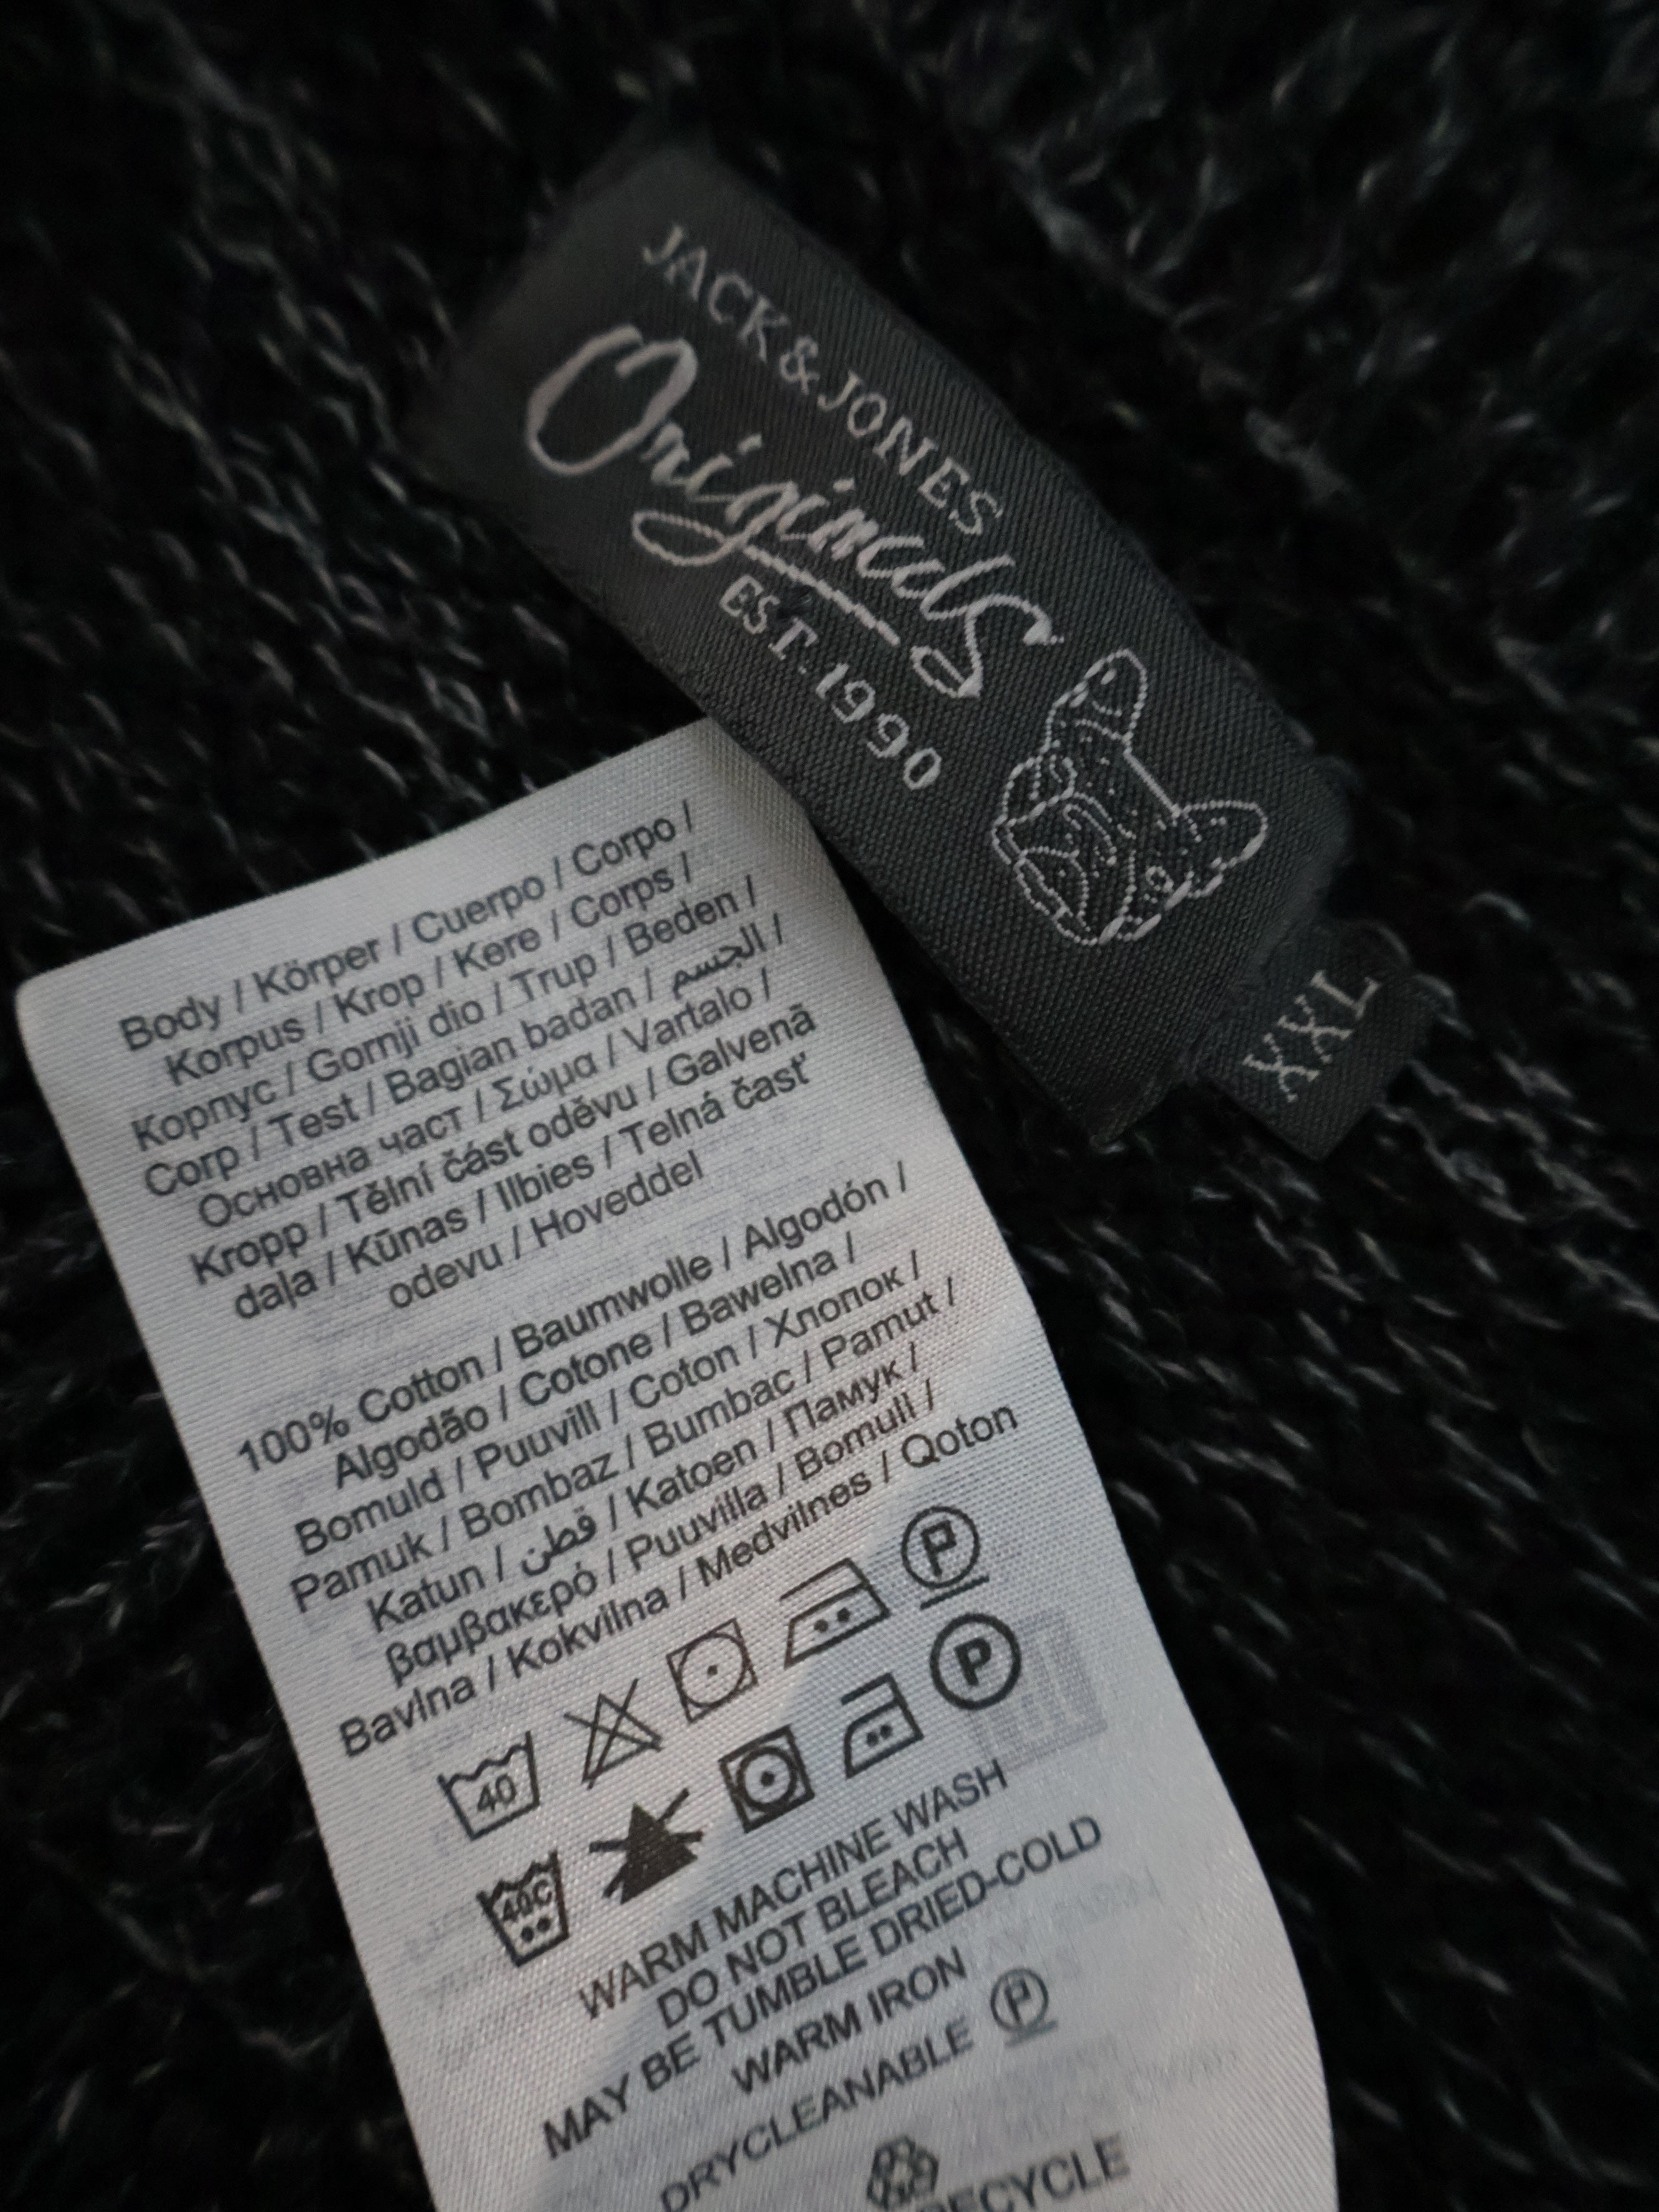 JACK & JONES
Originals
EST. 1990
XXL
Body / Körper / Cuerpo / Corpo /
Korpus / Krop / Kere / Corps /
Корпус / Gornji dio / Trup / Beden /
Corp / Test / Bagian badan / الجسم /
Основна част / Σώμα / Vartalo /
Kropp / Tělní část oděvu / Galvenā
daļa / Kūnas / Ilbies / Telná časť
odevu / Hoveddel
100% Cotton / Baumwolle / Algodón /
Algodão / Cotone / Bawelna /
Bomuld / Puuvill / Coton / Хлопок /
Pamuk / Bombaz / Bumbac / Pamut /
Katun / قطن / Katoen / Памук /
βαμβακερό / Puuvilla / Bomull /
Bavlna / Kokvilna / Medvilnes / Qoton
40 P
40C P
WARM MACHINE WASH
DO NOT BLEACH
MAY BE TUMBLE DRIED-COLD
WARM IRON
DRYCLEANABLE P
RECYCLE